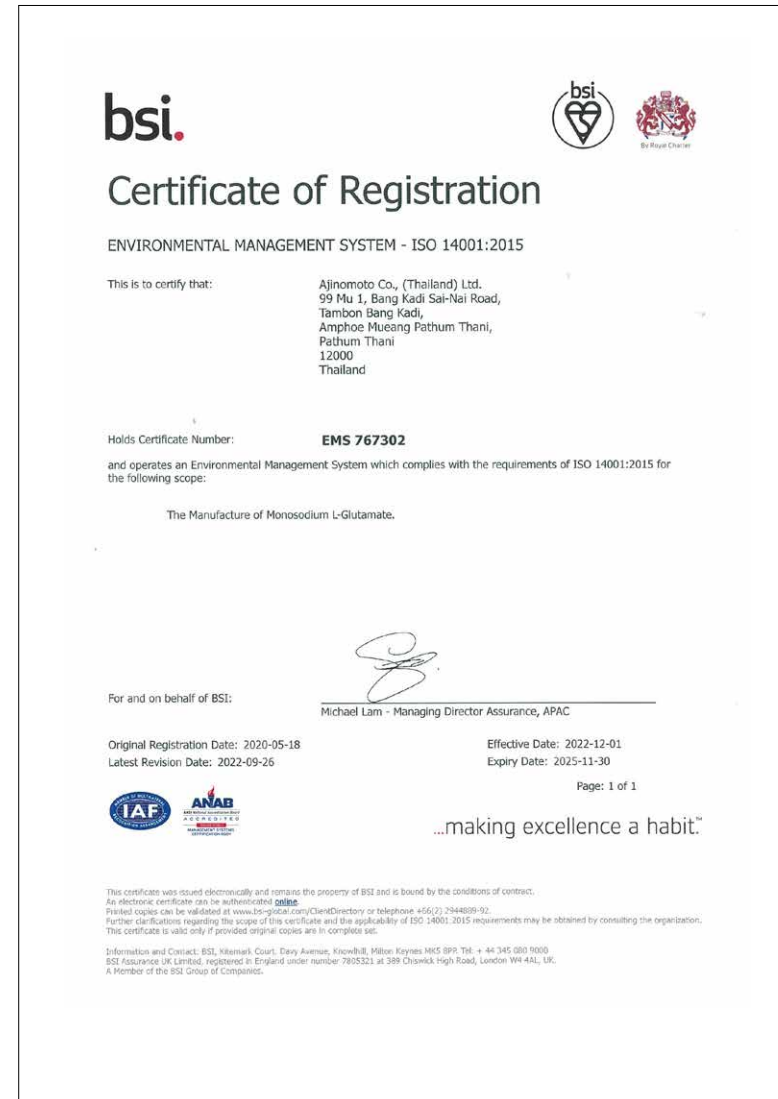 bsi.
bsi
By Royal Charter
Certificate of Registration
ENVIRONMENTAL MANAGEMENT SYSTEM - ISO 14001:2015
This is to certify that:
Ajinomoto Co., (Thailand) Ltd.
99 Mu 1, Bang Kadi Sai-Nai Road,
Tambon Bang Kadi,
Amphoe Mueang Pathum Thani,
Pathum Thani
12000
Thailand
Holds Certificate Number:
EMS 767302
and operates an Environmental Management System which complies with the requirements of ISO 14001:2015 for
the following scope:
The Manufacture of Monosodium L-Glutamate.
For and on behalf of BSI:
Michael Lam - Managing Director Assurance, APAC
Original Registration Date: 2020-05-18
Effective Date: 2022-12-01
Latest Revision Date: 2022-09-26
Expiry Date: 2025-11-30
Page: 1 of 1
IAF
ANAB
ACCREDITED
MANAGEMENT SYSTEMS
CERTIFICATION BODY
...making excellence a habit.™
This certificate was issued electronically and remains the property of BSI and is bound by the conditions of contract.
An electronic certificate can be authenticated online.
Printed copies can be validated at www.bsi-global.com/ClientDirectory or telephone +66(2) 2944889-92.
Further clarifications regarding the scope of this certificate and the applicability of ISO 14001:2015 requirements may be obtained by consulting the organization.
This certificate is valid only if provided original copies are in complete set.
Information and Contact: BSI, Kitemark Court, Davy Avenue, Knowlhill, Milton Keynes MK5 8PP. Tel: + 44 345 080 9000
BSI Assurance UK Limited, registered in England under number 7805321 at 389 Chiswick High Road, London W4 4AL, UK.
A Member of the BSI Group of Companies.